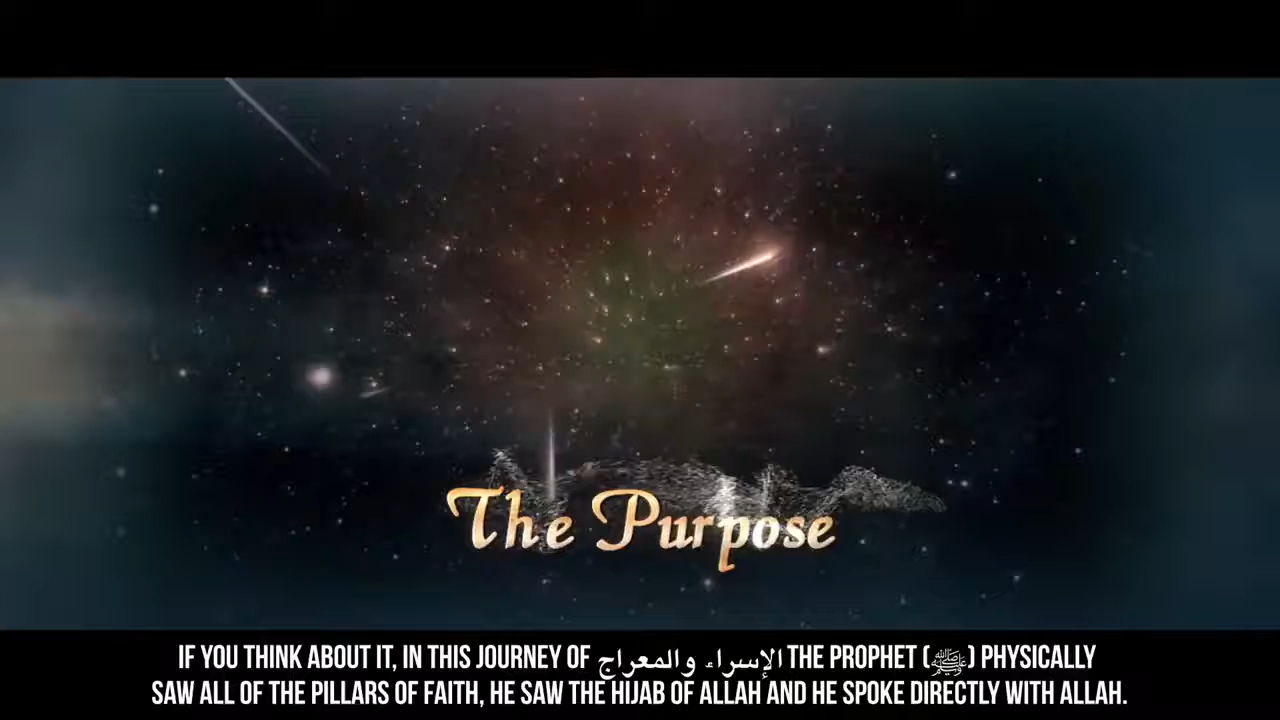 The Purpose
IF YOU THINK ABOUT IT, IN THIS JOURNEY OF الإسراء والمعراج THE PROPHET (ﷺ) PHYSICALLY
SAW ALL OF THE PILLARS OF FAITH, HE SAW THE HIJAB OF ALLAH AND HE SPOKE DIRECTLY WITH ALLAH.